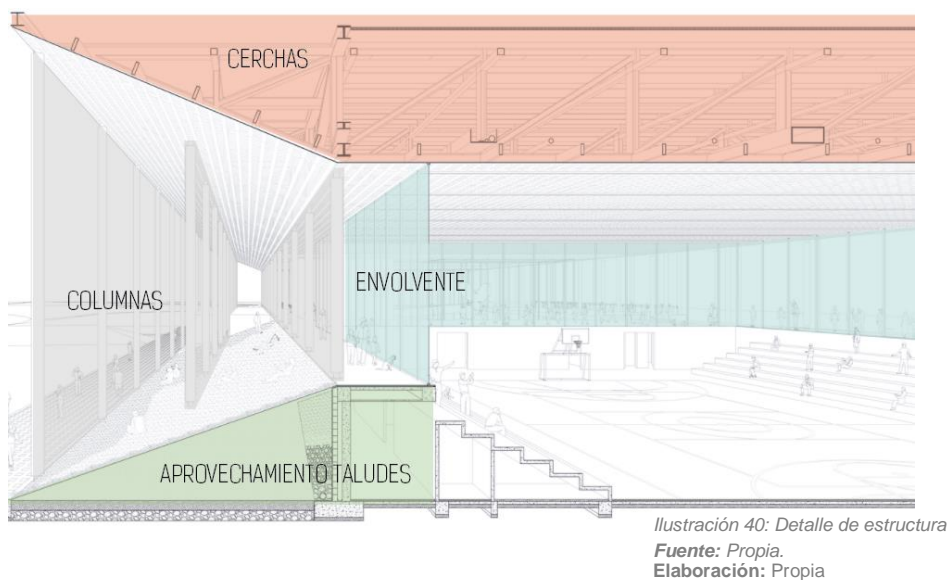 CERCHAS
ENVOLVENTE
COLUMNAS
APROVECHAMIENTO TALUDES
Ilustración 40: Detalle de estructura
Fuente: Propia.
Elaboración: Propia